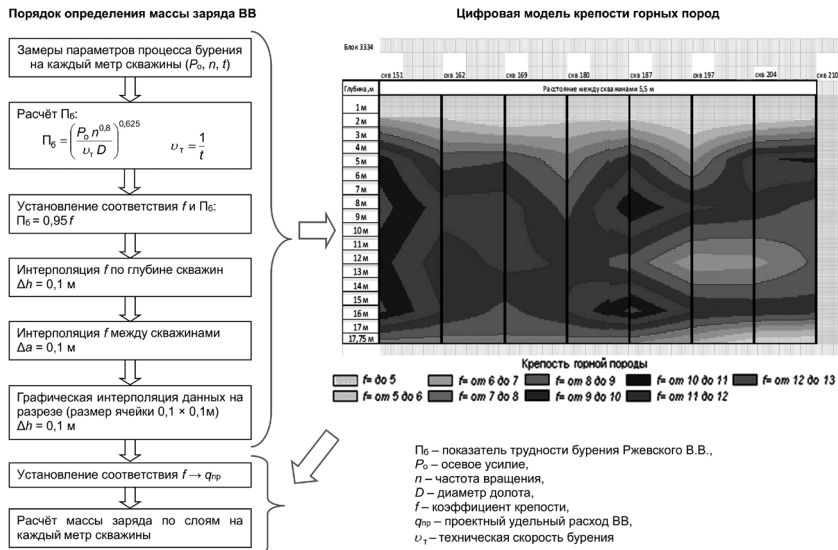 Порядок определения массы заряда ВВ
Замеры параметров процесса бурения
на каждый метр скважины (Pо, n, t)
Расчёт Пб:
Пб = (Pо n^0,8 / υт D)^0,625 υт = 1/t
Установление соответствия f и Пб:
Пб = 0,95f
Интерполяция f по глубине скважин
Δh = 0,1 м
Интерполяция f между скважинами
Δa = 0,1 м
Графическая интерполяция данных на
разрезе (размер ячейки 0,1 × 0,1м)
Δh = 0,1 м
Установление соответствия f → qпр
Расчёт массы заряда по слоям на
каждый метр скважины
Цифровая модель крепости горных пород
Блок 3334
скв 151 скв 162 скв 169 скв 180 скв 187 скв 197 скв 204 скв 210
Глубина,м Расстояние между скважинами 5,5 м
1 м
2 м
3 м
4 м
5 м
6 м
7 м
8 м
9 м
10 м
11 м
12 м
13 м
14 м
15 м
16 м
17 м
17,75 м
Крепость горной породы
f= до 5 f= от 6 до 7 f= от 8 до 9 f= от 10 до 11 f= от 12 до 13
f= от 5 до 6 f= от 7 до 8 f= от 9 до 10 f= от 11 до 12
Пб – показатель трудности бурения Ржевского В.В.,
Pо – осевое усилие,
n – частота вращения,
D – диаметр долота,
f – коэффициент крепости,
qпр – проектный удельный расход ВВ,
υт – техническая скорость бурения